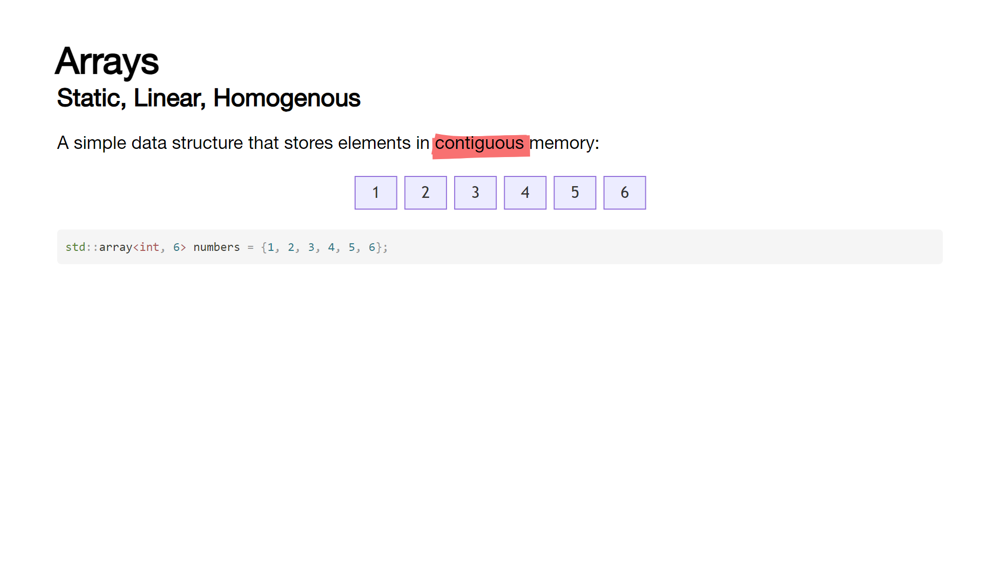 Arrays
Static, Linear, Homogenous
A simple data structure that stores elements in contiguous memory:
1 2 3 4 5 6
std::array<int, 6> numbers = {1, 2, 3, 4, 5, 6};